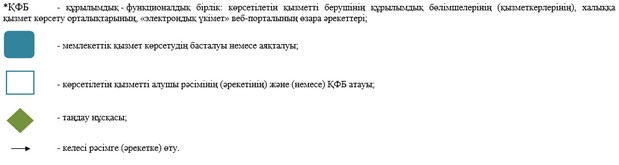 *ҚФБ - құрылымдық - функционалдық бірлік: көрсетілетін қызметті берушінің құрылымдық бөлімшелерінің (қызметкерлерінің), халыққа
қызмет көрсету орталықтарының, «электрондық үкімет» веб-порталының өзара әрекеттері;
- мемлекеттік қызмет көрсетудің басталуы немесе аяқталуы;
- көрсетілетін қызметті алушы рәсімінің (әрекетінің) және (немесе) ҚФБ атауы;
- таңдау нұсқасы;
- келесі рәсімге (әрекетке) өту.